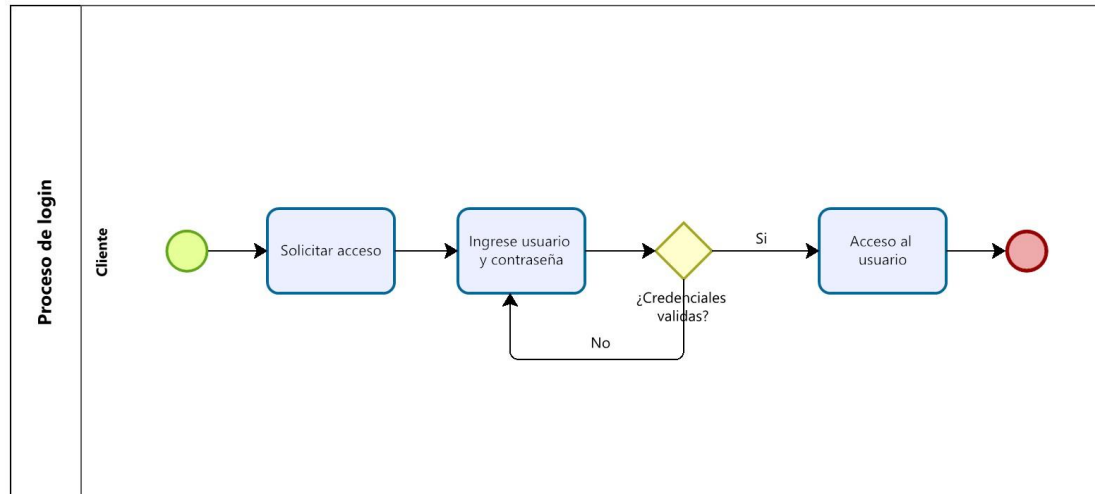 Proceso de login
Cliente
Solicitar acceso
Ingrese usuario
y contraseña
¿Credenciales
validas?
Si
No
Acceso al
usuario